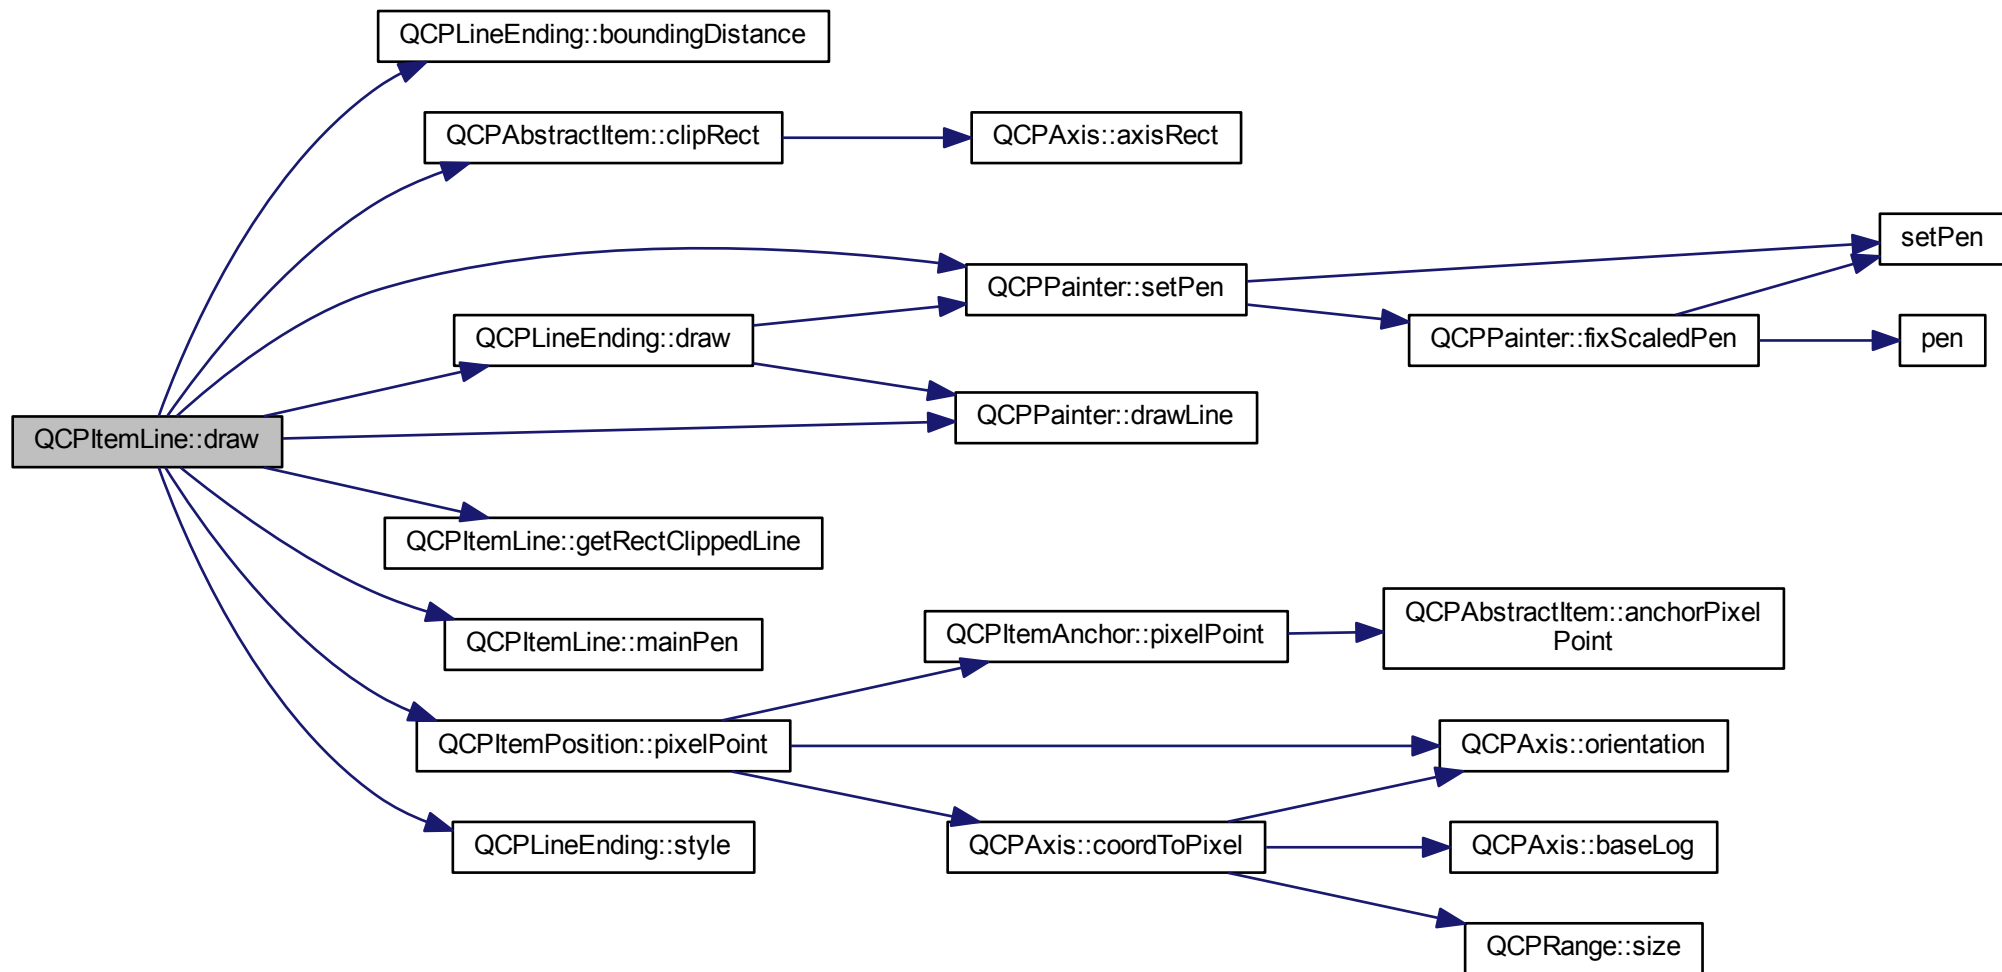 QCPLineEnding::boundingDistance
QCPAbstractItem::clipRect
QCPAxis::axisRect
setPen
QCPPainter::setPen
QCPLineEnding::draw
QCPPainter::fixScaledPen
pen
QCPPainter::drawLine
QCPItemLine::draw
QCPItemLine::getRectClippedLine
QCPItemLine::mainPen
QCPItemAnchor::pixelPoint
QCPAbstractItem::anchorPixel
Point
QCPItemPosition::pixelPoint
QCPAxis::orientation
QCPLineEnding::style
QCPAxis::coordToPixel
QCPAxis::baseLog
QCPRange::size